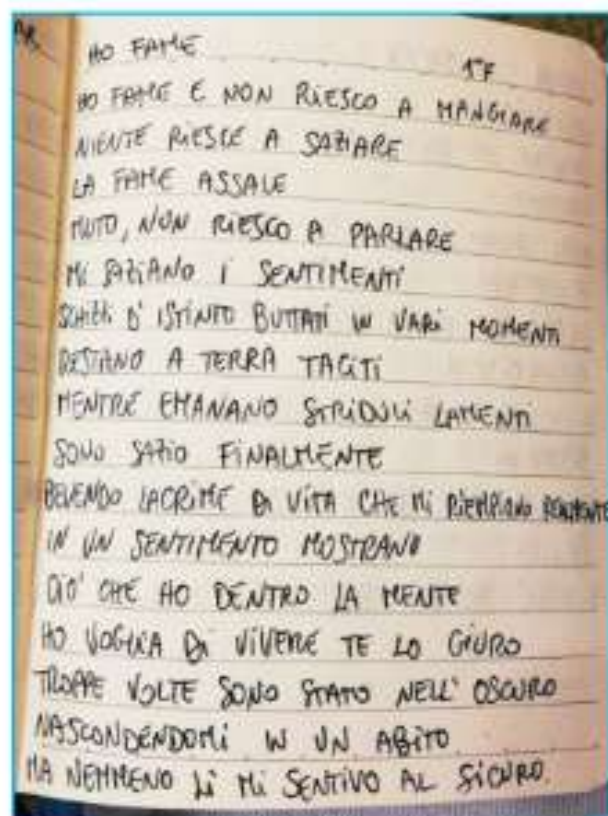 HO FAME
1°F
HO FAME E NON RIESCO A MANGIARE
NIENTE RIESCE A SAZIARE
LA FAME ASSALE
MUTO, NON RIESCO A PARLARE
MI SAZIANO I SENTIMENTI
SCHIZZI D'ISTINTO BUTTATI IN VARI MOMENTI
RESTANO A TERRA TACITI
MENTRE EMANANO STRIDULI LAMENTI
SONO SAZIO FINALMENTE
BEVENDO LACRIME DI VITA CHE MI RIEMPIONO
IN UN SENTIMENTO MOSTRANO
CIO' CHE HO DENTRO LA MENTE
HO VOGLIA DI VIVERE TE LO GIURO
TROPPE VOLTE SONO STATO NELL'OSCURO
NASCONDENDOMI IN UN ABITO
MA NEMMENO LÌ MI SENTIVO AL SICURO.